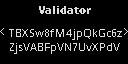 Validator
< TBXSw8fM4jpQkGc6z >
ZjsVABFpVN7UvXPdV